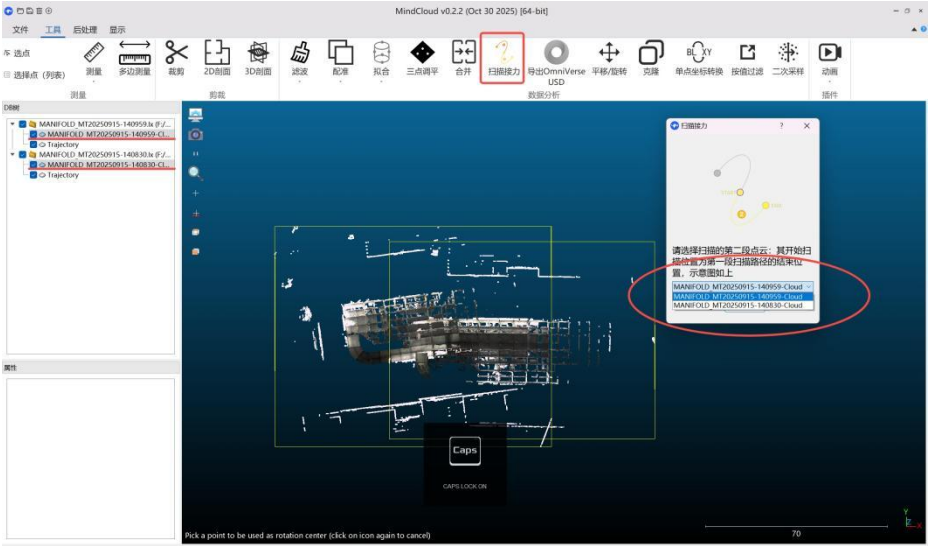 MindCloud v0.2.2 (Oct 30 2025) [64-bit]
文件 工具 后处理 显示
选点
选择点（列表）
测量 多边测量 裁剪 2D剖面 3D剖面 滤波 配准 拟合 三点调平 合并 扫描接力 导出OmniVerse USD 平移/旋转 克隆 单点坐标转换 按值过滤 二次采样 动画
测量 剪裁 数据分析 插件
DB树
MANIFOLD_MT20250915-140959.lx (F:/...
MANIFOLD_MT20250915-140959-Cl...
Trajectory
MANIFOLD_MT20250915-140830.lx (F:/...
MANIFOLD_MT20250915-140830-Cl...
Trajectory
属性
扫描接力
请选择扫描的第二段点云：其开始扫
描位置为第一段扫描路径的结束位
置，示意图如上
MANIFOLD_MT20250915-140959-Cloud
MANIFOLD_MT20250915-140959-Cloud
MANIFOLD_MT20250915-140830-Cloud
Caps
CAPS LOCK ON
Pick a point to be used as rotation center (click on icon again to cancel)
70
Y
Z
X